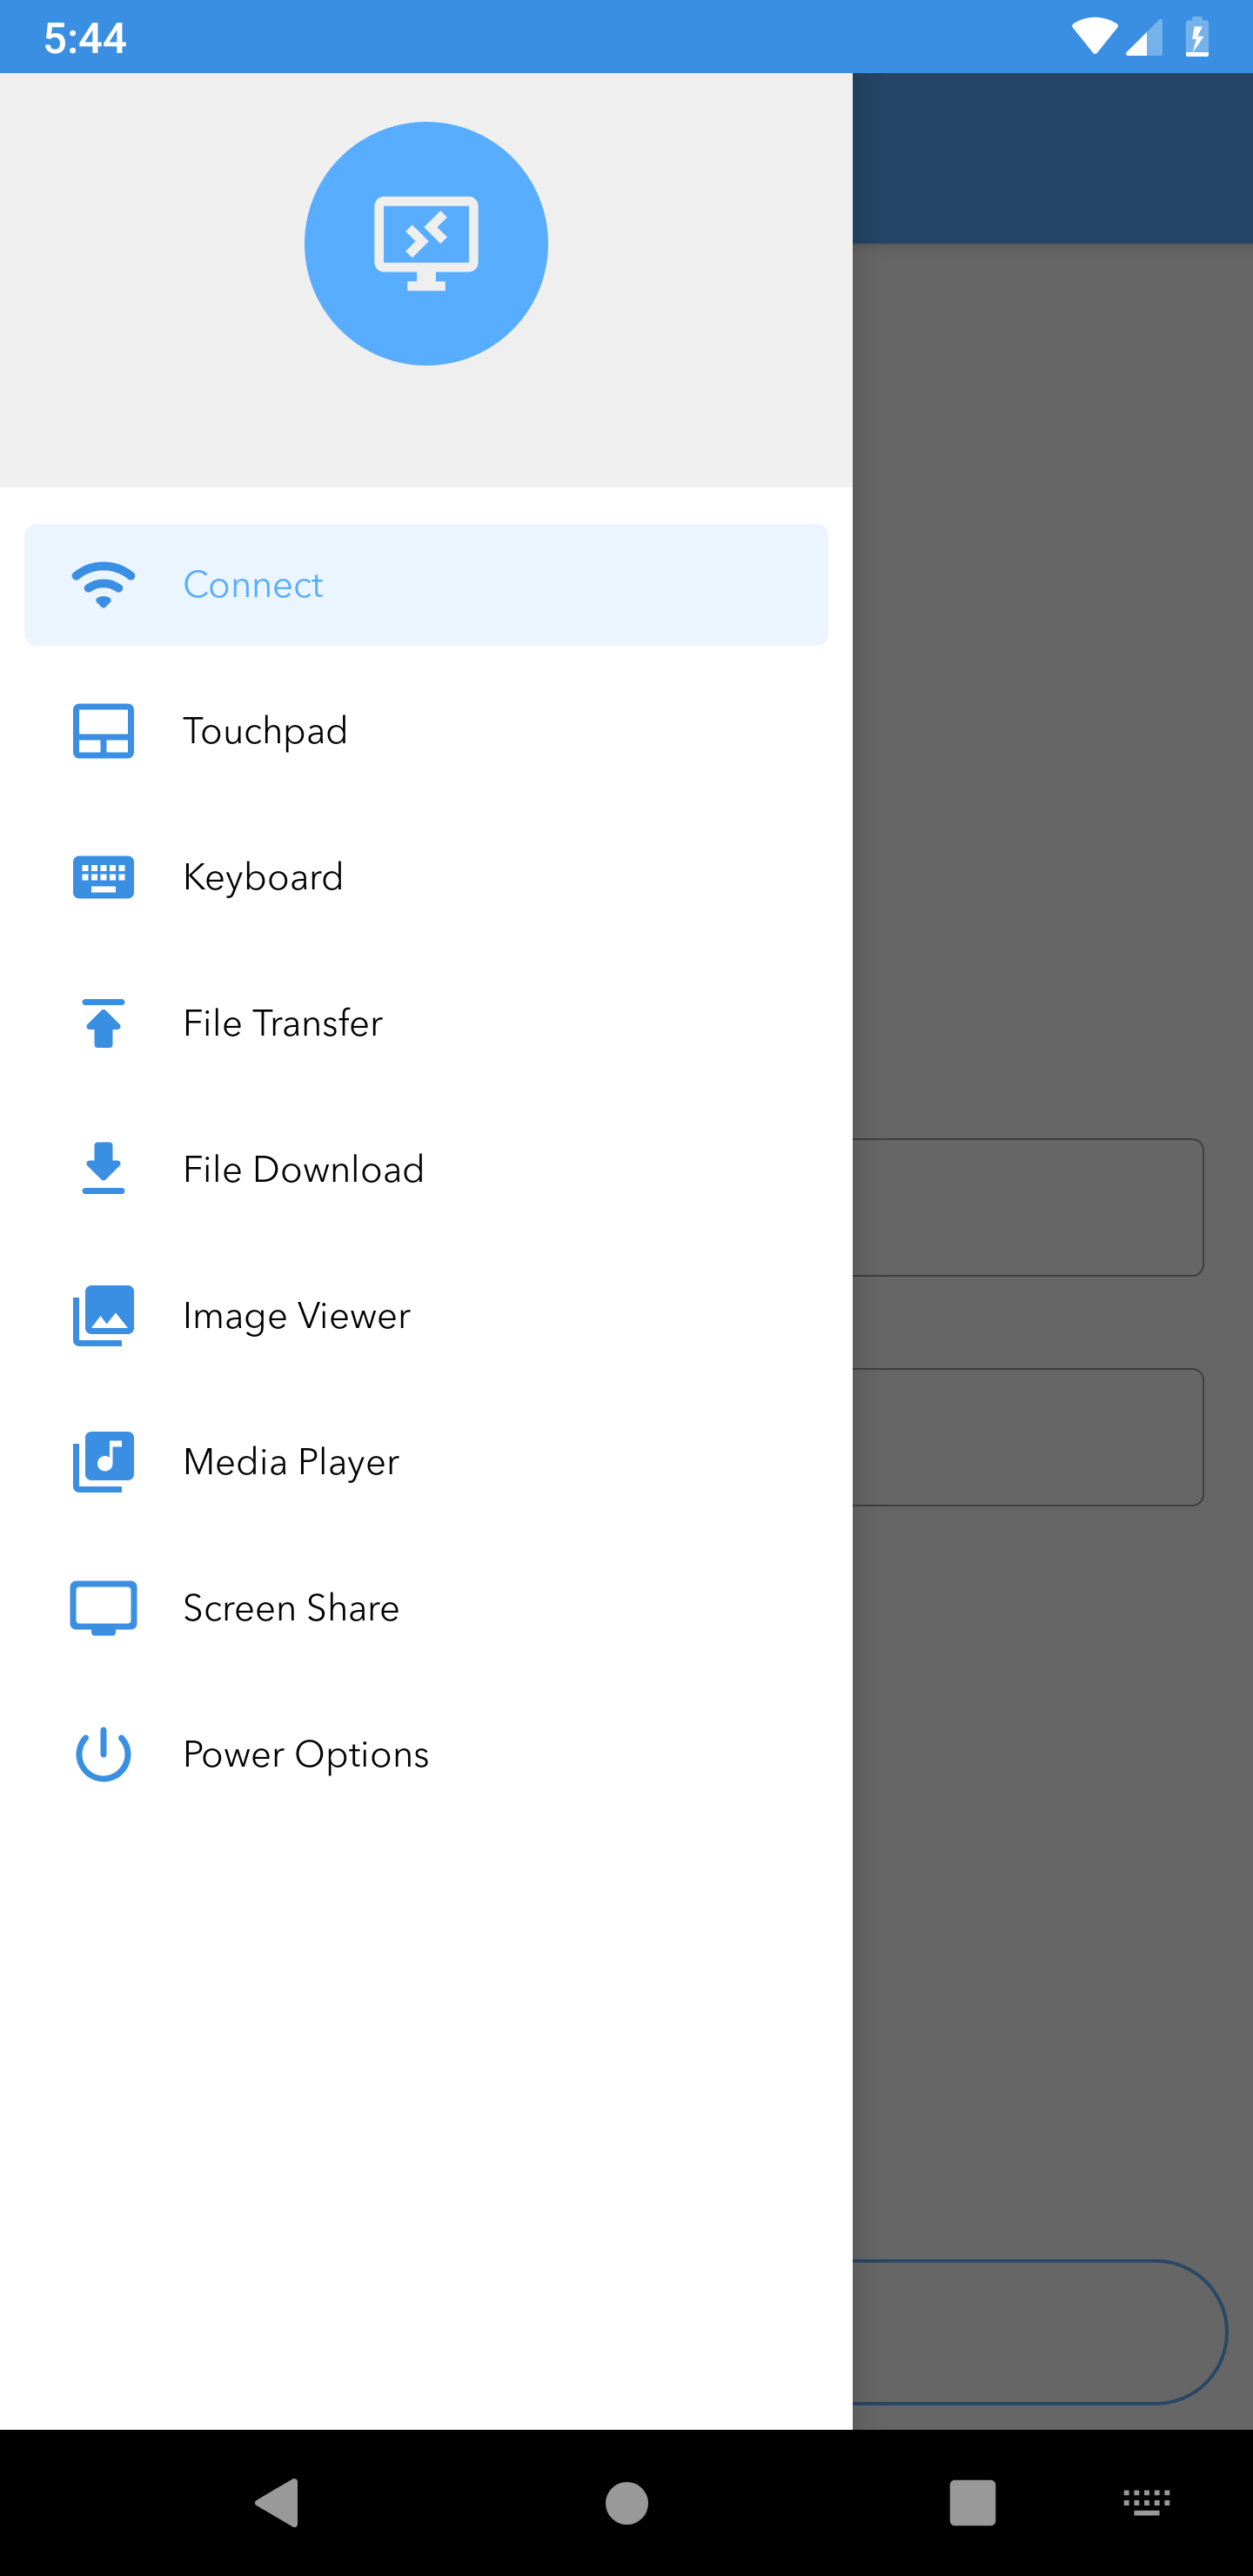 5:44
Connect
Touchpad
Keyboard
File Transfer
File Download
Image Viewer
Media Player
Screen Share
Power Options